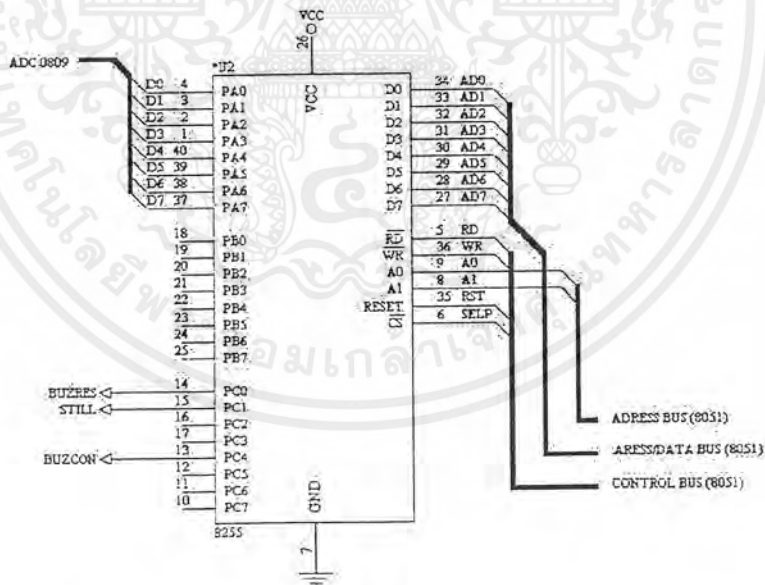 VCC
26
ADC 0809
*U2
VCC
D0 4 PA0
D1 3 PA1
D2 2 PA2
D3 1 PA3
D4 40 PA4
D5 39 PA5
D6 38 PA6
D7 37 PA7
18 PB0
19 PB1
20 PB2
21 PB3
22 PB4
23 PB5
24 PB6
25 PB7
BUZRES 14 PC0
STILL 15 PC1
16 PC2
17 PC3
BUZCON 13 PC4
12 PC5
11 PC6
10 PC7
D0 34 AD0
D1 33 AD1
D2 32 AD2
D3 31 AD3
D4 30 AD4
D5 29 AD5
D6 28 AD6
D7 27 AD7
RD 5 RD
WR 36 WR
A0 9 A0
A1 8 A1
RESET 35 RST
CS 6 SELP
GND
8255
7
ADRESS BUS (8051)
ARESS/DATA BUS (8051)
CONTROL BUS (8051)